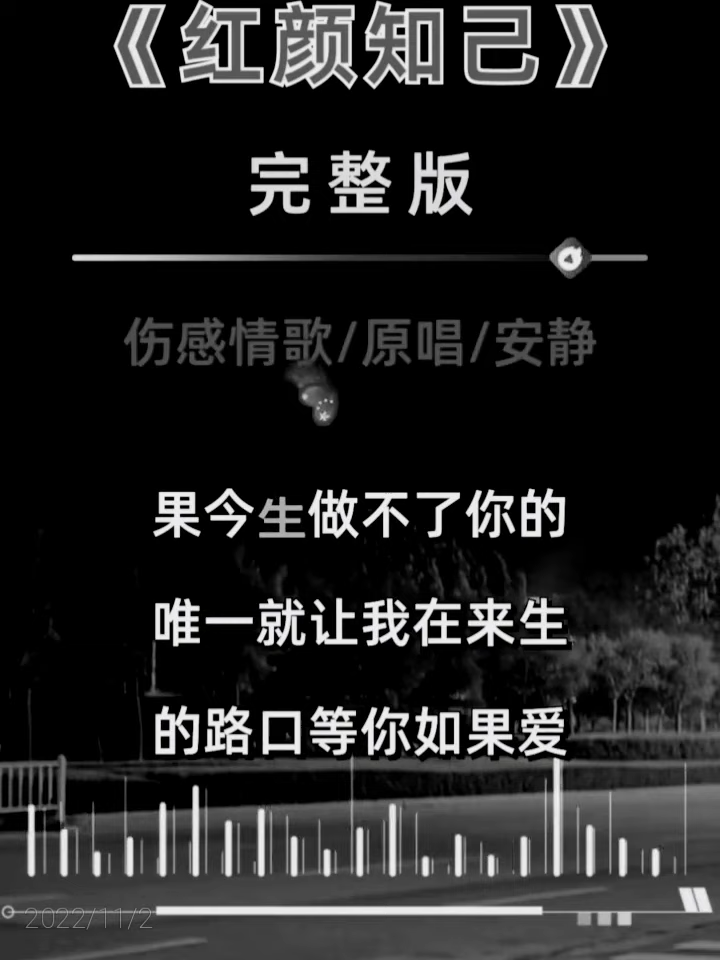 《红颜知己》
完整版
伤感情歌/原唱/安静
果今生做不了你的
唯一就让我在来生
的路口等你如果爱
2022/11/2